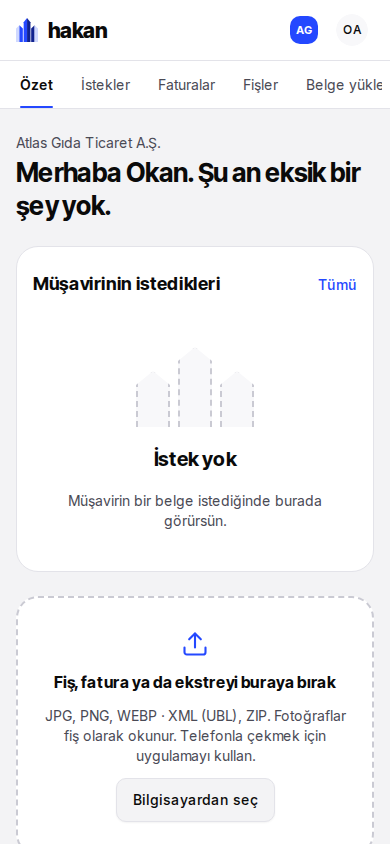 hakan
AG
OA
Özet
İstekler
Faturalar
Fişler
Belge yükle
Atlas Gıda Ticaret A.Ş.
Merhaba Okan. Şu an eksik bir
şey yok.
Müşavirinin istedikleri
Tümü
İstek yok
Müşavirin bir belge istediğinde burada
görürsün.
Fiş, fatura ya da ekstreyi buraya bırak
JPG, PNG, WEBP · XML (UBL), ZIP. Fotoğraflar
fiş olarak okunur. Telefonla çekmek için
uygulamayı kullan.
Bilgisayardan seç